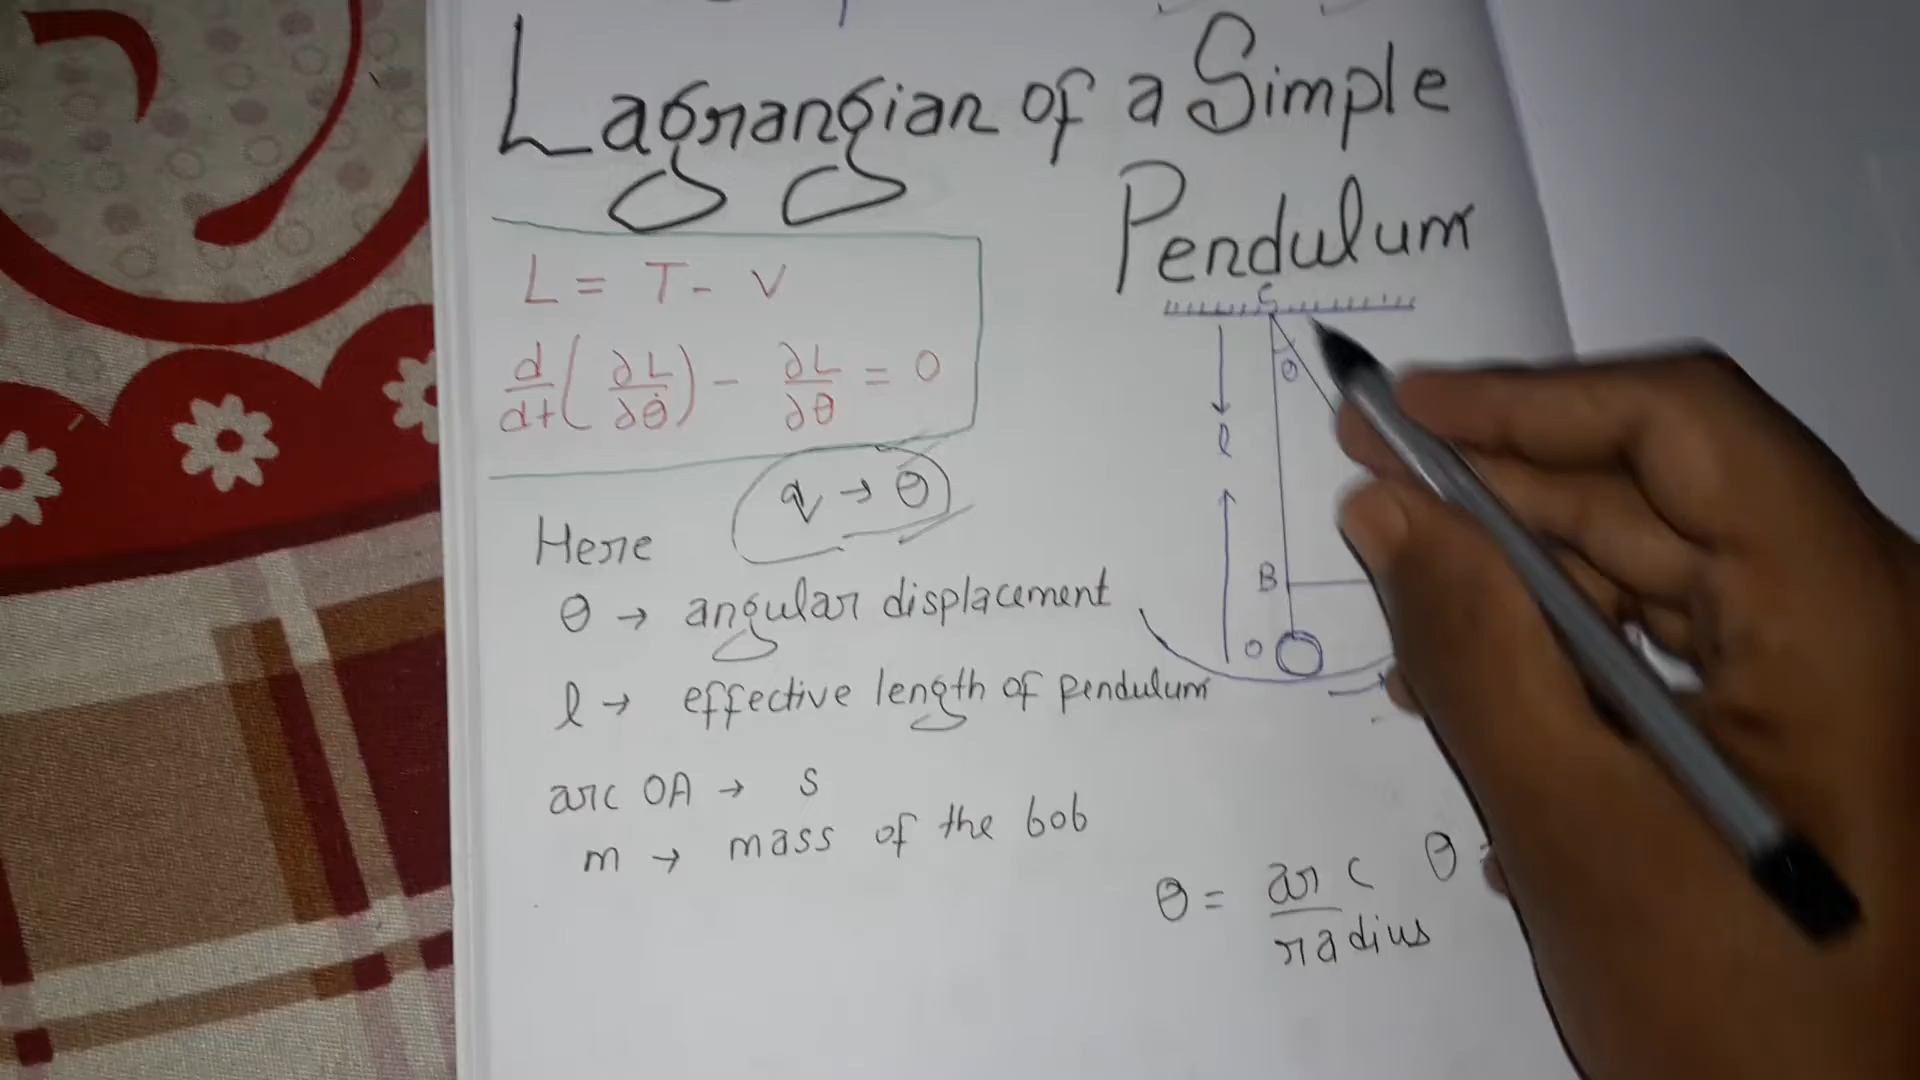 Lagrangian of a Simple
Pendulum
L = T - V
d/dt (∂L/∂θ̇) - ∂L/∂θ = 0
q → θ
Here
θ → angular displacement
l → effective length of pendulum
arc OA → s
m → mass of the bob
S
θ
l
B
O
θ = arc/radius
θ =